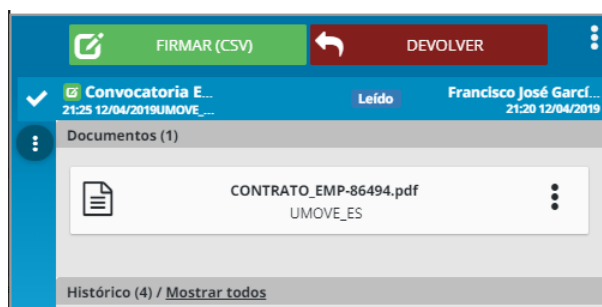 FIRMAR (CSV)
DEVOLVER
Convocatoria E...
Leído
Francisco José Garcí...
21:25 12/04/2019UMOVE_...
21:20 12/04/2019
Documentos (1)
CONTRATO_EMP-86494.pdf
UMOVE_ES
Histórico (4) / Mostrar todos